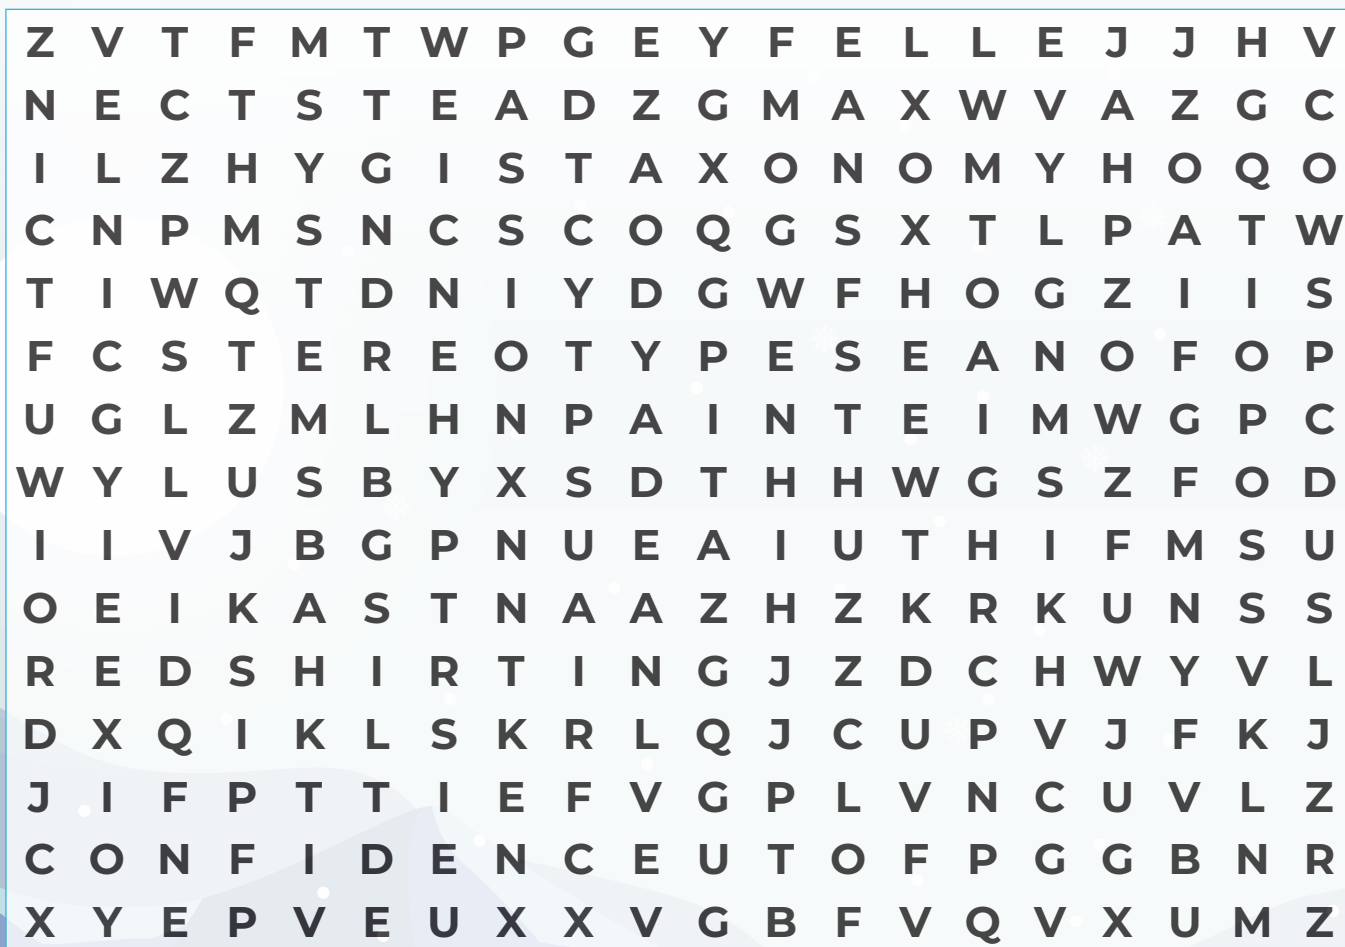 Z V T F M T W P G E Y F E L L E J J H V
N E C T S T E A D Z G M A X W V A Z G C
I L Z H Y G I S T A X O N O M Y H O Q O
C N P M S N C S C O Q G S X T L P A T W
T I W Q T D N I Y D G W F H O G Z I I S
F C S T E R E O T Y P E S E A N O F O P
U G L Z M L H N P A I N T E I M W G P C
W Y L U S B Y X S D T H H W G S Z F O D
I I V J B G P N U E A I U T H I F M S U
O E I K A S T N A A Z H Z K R K U N S S
R E D S H I R T I N G J Z D C H W Y V L
D X Q I K L S K R L Q J C U P V J F K J
J I F P T T I E F V G P L V N C U V L Z
C O N F I D E N C E U T O F P G G B N R
X Y E P V E U X X V G B F V Q V X U M Z